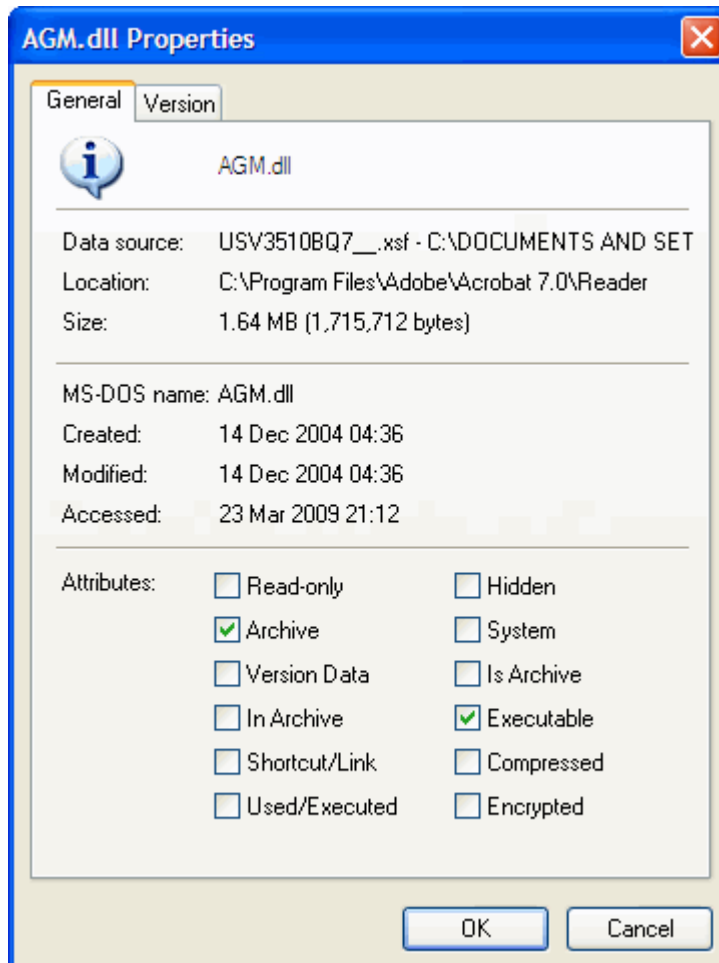 AGM.dll Properties
General Version
AGM.dll
Data source: USV3510BQ7__.xsf - C:\DOCUMENTS AND SET
Location: C:\Program Files\Adobe\Acrobat 7.0\Reader
Size: 1.64 MB (1,715,712 bytes)
MS-DOS name: AGM.dll
Created: 14 Dec 2004 04:36
Modified: 14 Dec 2004 04:36
Accessed: 23 Mar 2009 21:12
Attributes: Read-only Hidden
Archive System
Version Data Is Archive
In Archive Executable
Shortcut/Link Compressed
Used/Executed Encrypted
OK Cancel